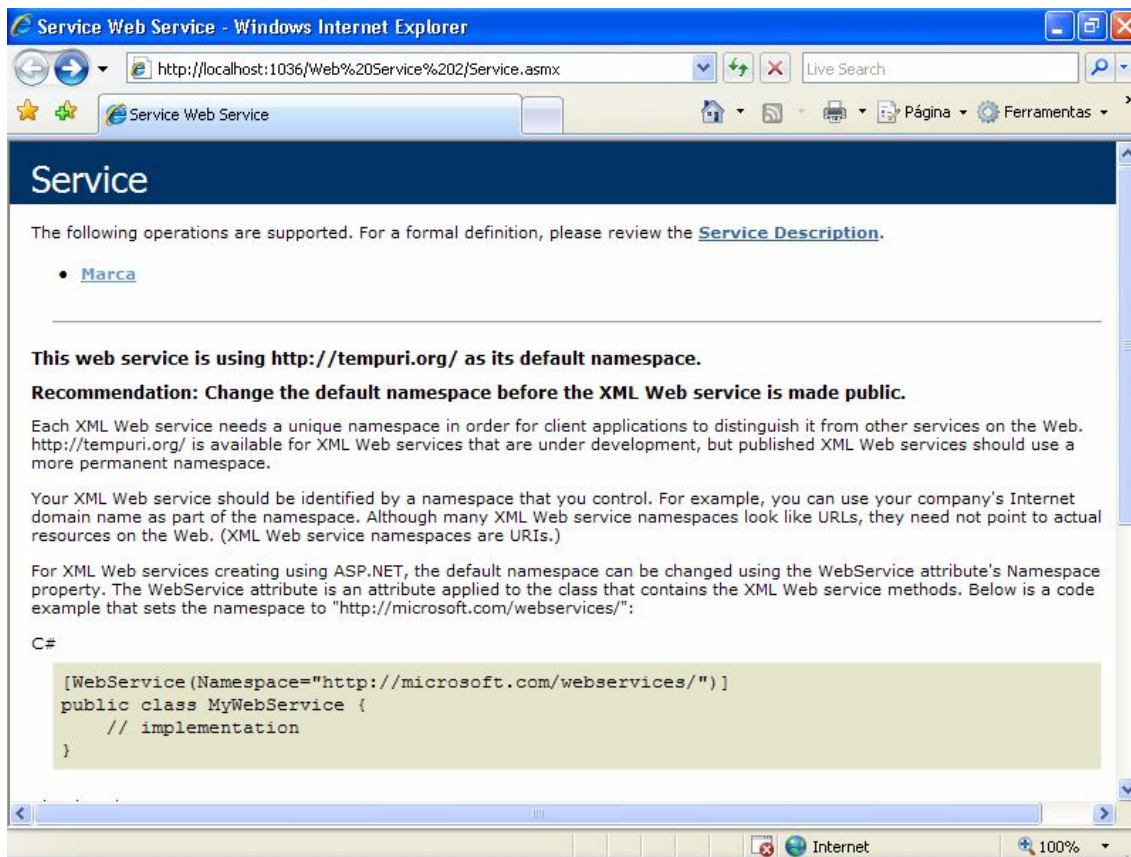 Service Web Service - Windows Internet Explorer
http://localhost:1036/Web%20Service%202/Service.asmx
Live Search
Service Web Service
Página
Ferramentas
Service
The following operations are supported. For a formal definition, please review the Service Description.
• Marca
This web service is using http://tempuri.org/ as its default namespace.
Recommendation: Change the default namespace before the XML Web service is made public.
Each XML Web service needs a unique namespace in order for client applications to distinguish it from other services on the Web.
http://tempuri.org/ is available for XML Web services that are under development, but published XML Web services should use a
more permanent namespace.
Your XML Web service should be identified by a namespace that you control. For example, you can use your company's Internet
domain name as part of the namespace. Although many XML Web service namespaces look like URLs, they need not point to actual
resources on the Web. (XML Web service namespaces are URIs.)
For XML Web services creating using ASP.NET, the default namespace can be changed using the WebService attribute's Namespace
property. The WebService attribute is an attribute applied to the class that contains the XML Web service methods. Below is a code
example that sets the namespace to "http://microsoft.com/webservices/":
C#
[WebService(Namespace="http://microsoft.com/webservices/")]
public class MyWebService {
// implementation
}
Internet
100%